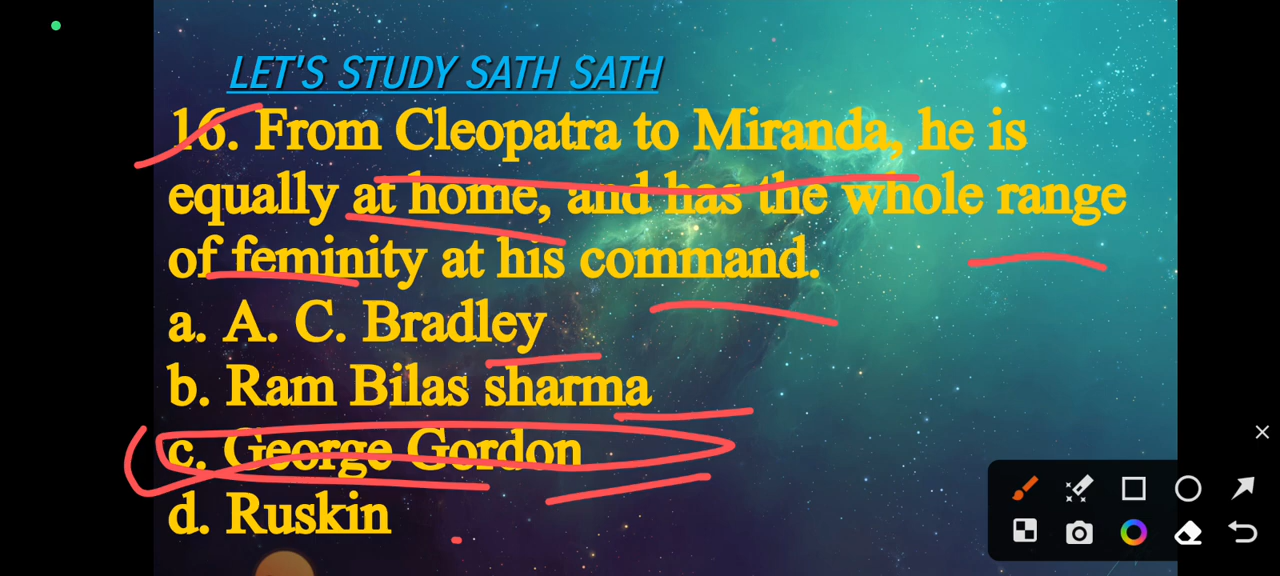 LET'S STUDY SATH SATH
16. From Cleopatra to Miranda, he is
equally at home, and has the whole range
of feminity at his command.
a. A. C. Bradley
b. Ram Bilas sharma
c. George Gordon
d. Ruskin